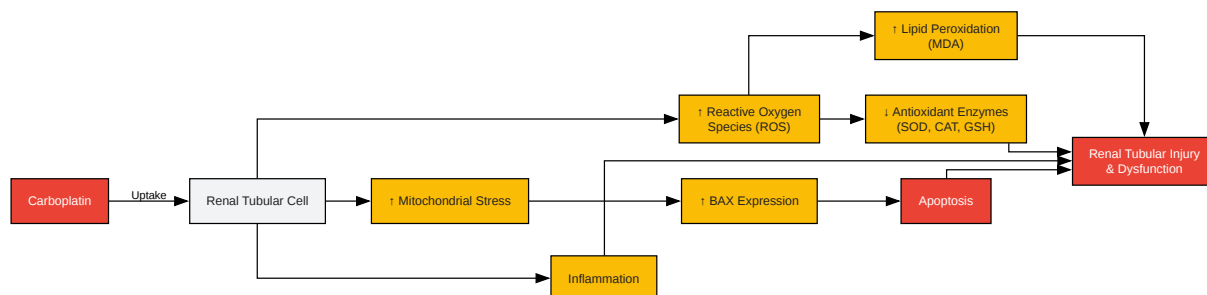 ↑ Lipid Peroxidation
(MDA)
↑ Reactive Oxygen
Species (ROS)
↓ Antioxidant Enzymes
(SOD, CAT, GSH)
Renal Tubular Injury
& Dysfunction
Carboplatin
Uptake
Renal Tubular Cell
↑ Mitochondrial Stress
↑ BAX Expression
Apoptosis
Inflammation